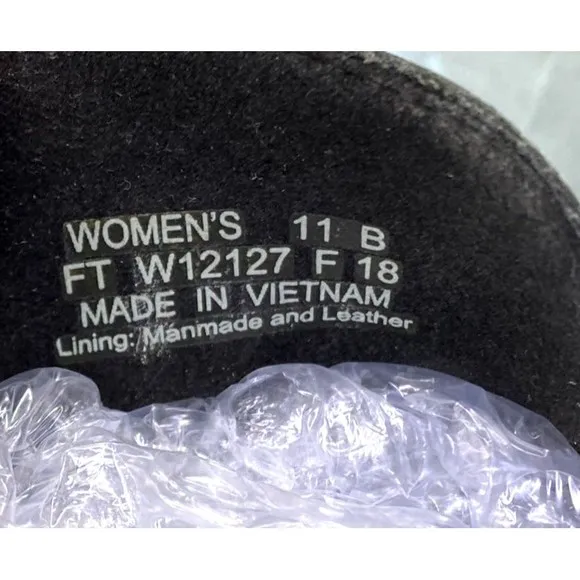 WOMEN'S 11 B
FT W12127 F 18
MADE IN VIETNAM
Lining: Manmade and Leather